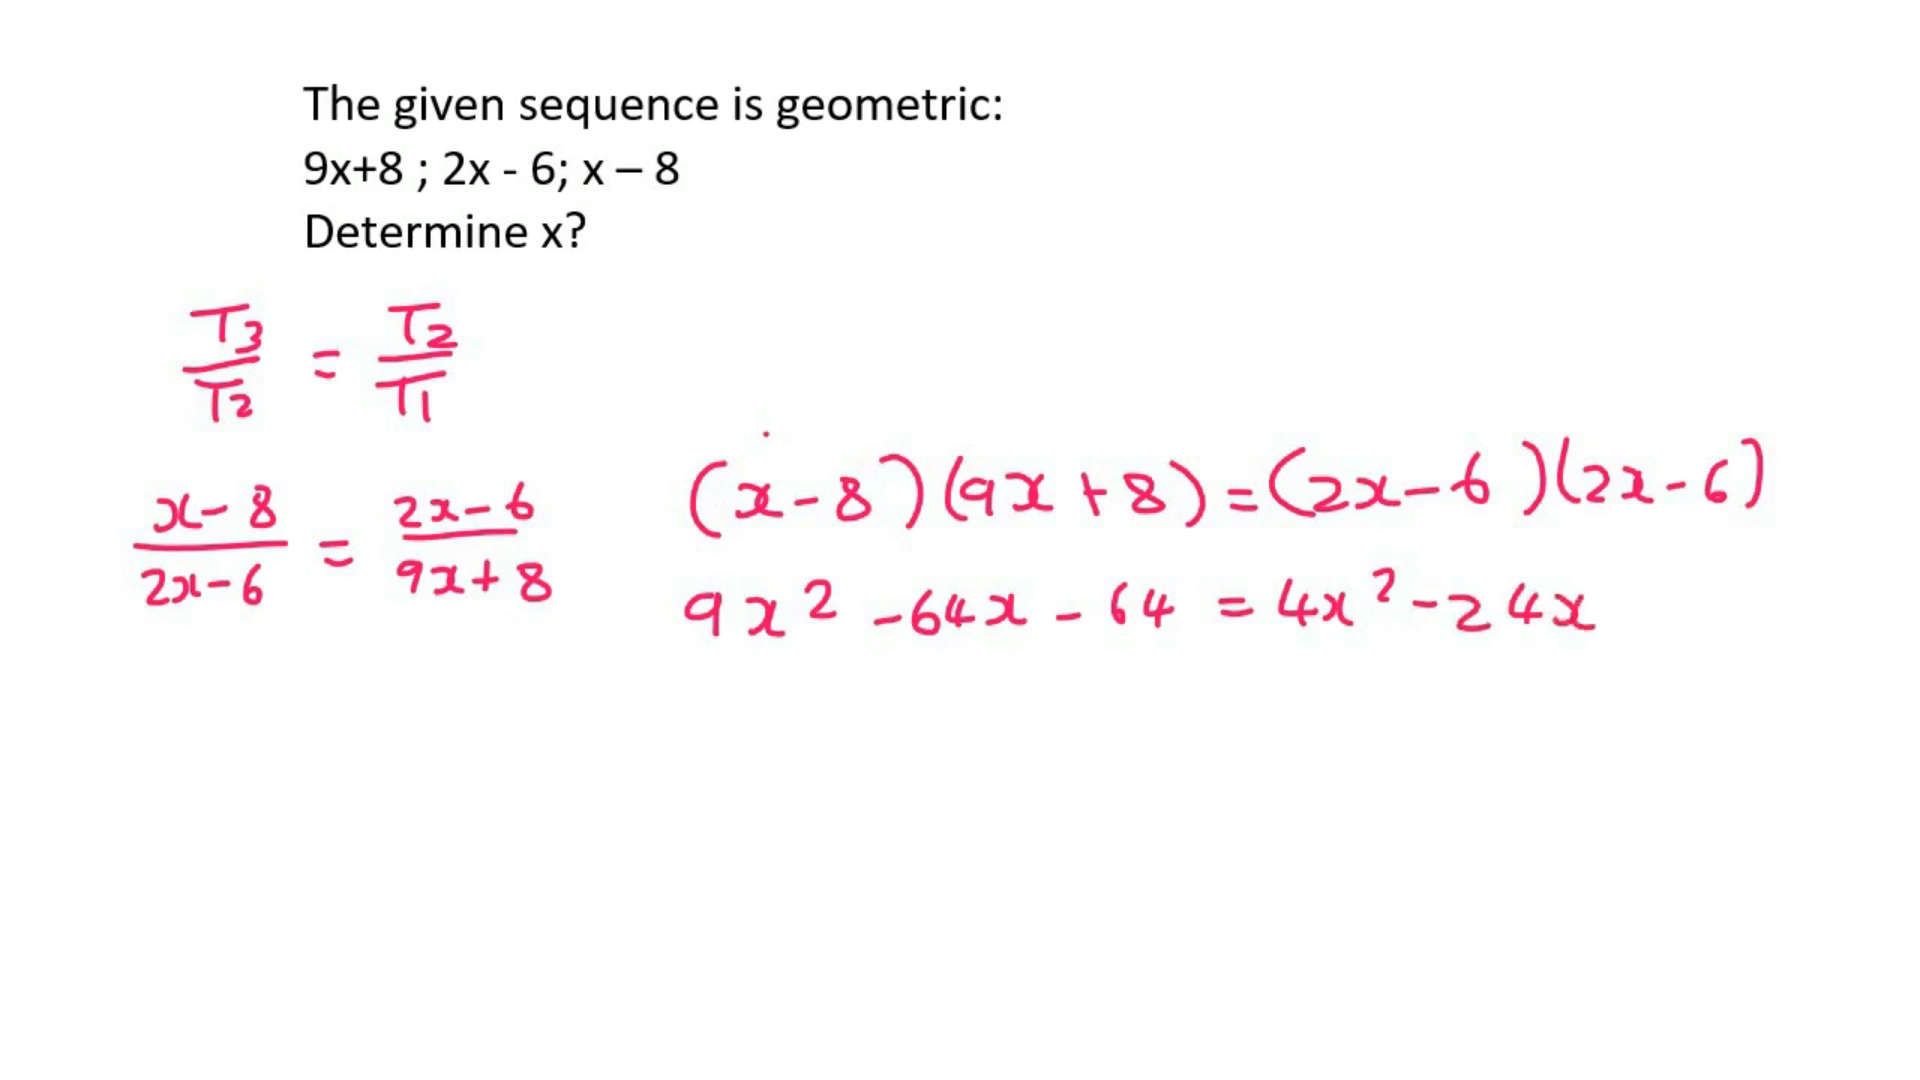 The given sequence is geometric:
9x+8 ; 2x - 6; x – 8
Determine x?
T3/T2 = T2/T1
x-8/2x-6 = 2x-6/9x+8
(x-8)(9x+8)=(2x-6)(2x-6)
9x² -64x - 64 = 4x² -24x